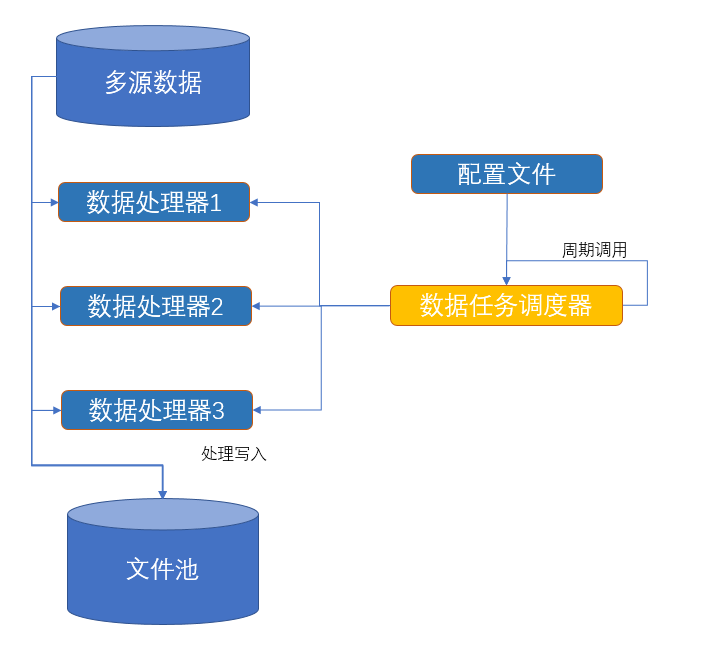 多源数据
配置文件
数据处理器1
周期调用
数据处理器2
数据任务调度器
数据处理器3
处理写入
文件池